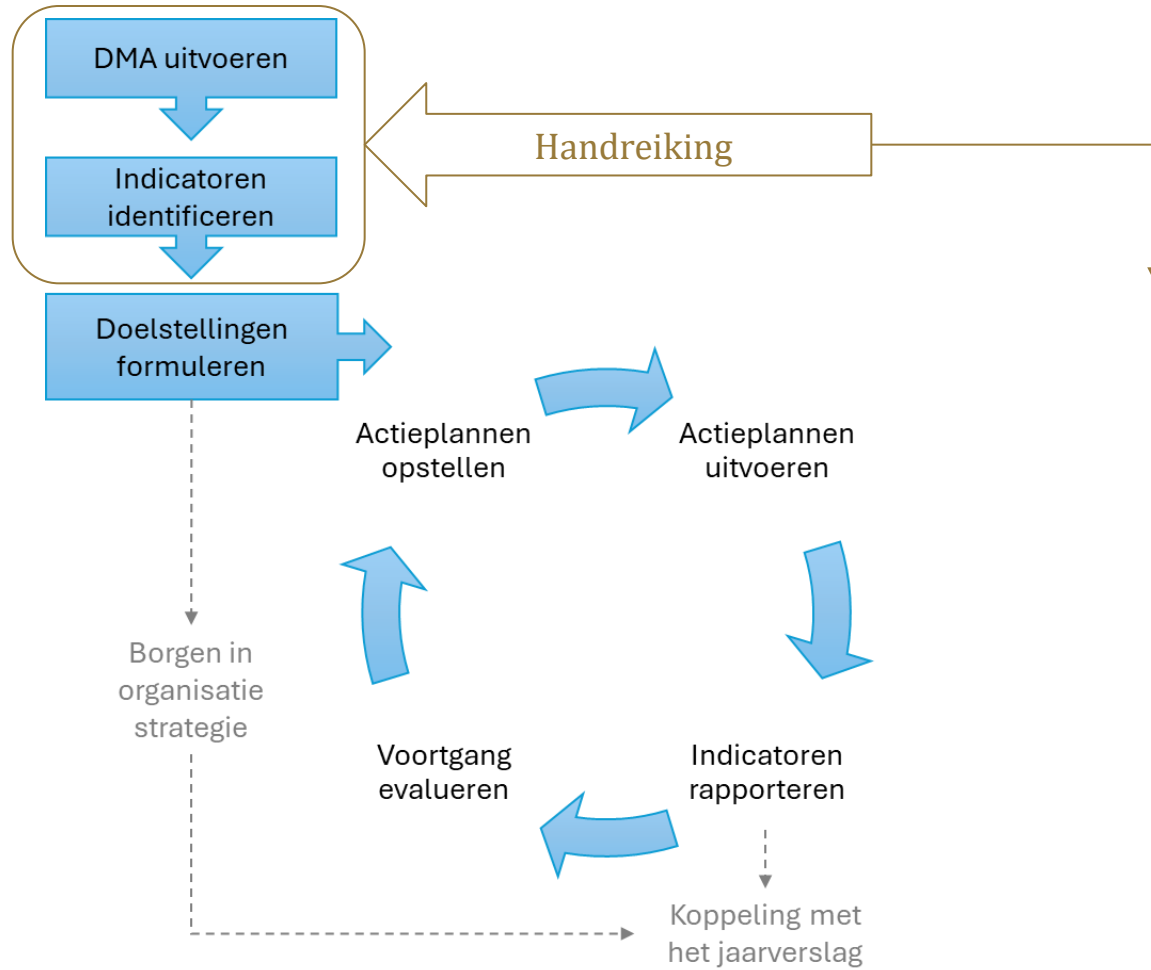 DMA uitvoeren
Handreiking
Indicatoren
identificeren
Doelstellingen
formuleren
Actieplannen
opstellen
Actieplannen
uitvoeren
Borgen in
organisatie
strategie
Voortgang
evalueren
Indicatoren
rapporteren
Koppeling met
het jaarverslag